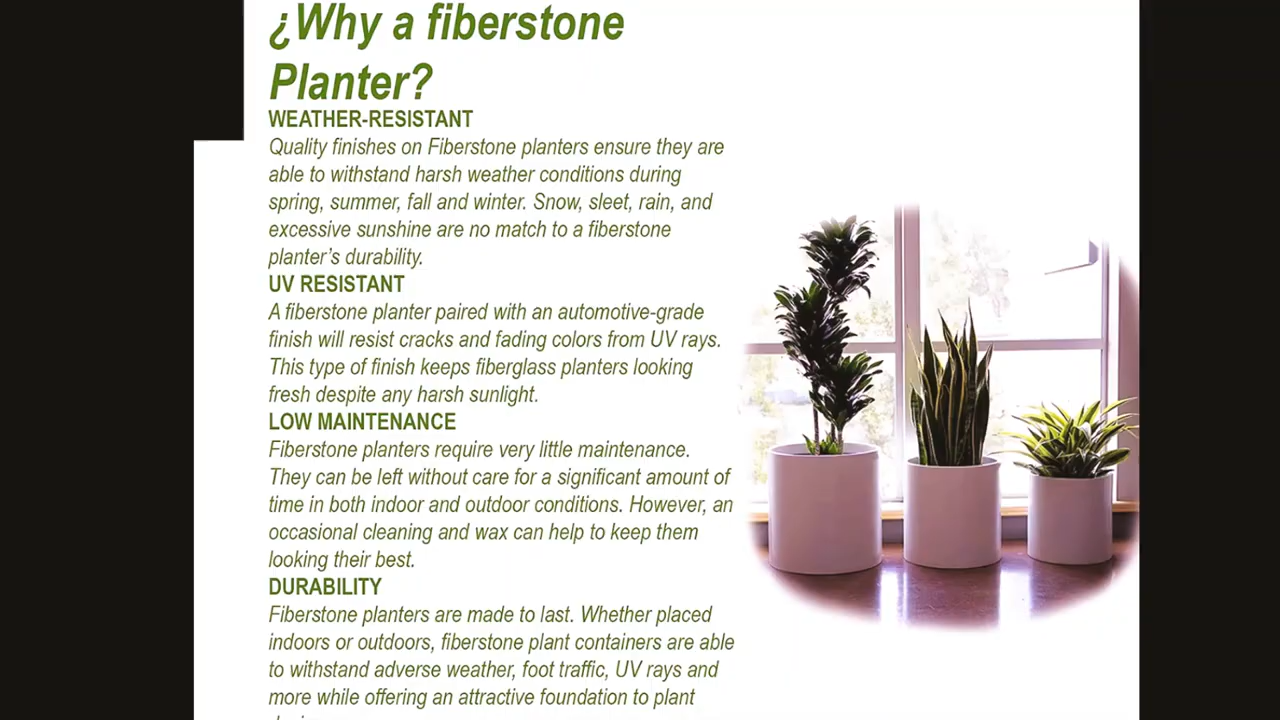 ¿Why a fiberstone
Planter?
WEATHER-RESISTANT
Quality finishes on Fiberstone planters ensure they are
able to withstand harsh weather conditions during
spring, summer, fall and winter. Snow, sleet, rain, and
excessive sunshine are no match to a fiberstone
planter’s durability.
UV RESISTANT
A fiberstone planter paired with an automotive-grade
finish will resist cracks and fading colors from UV rays.
This type of finish keeps fiberglass planters looking
fresh despite any harsh sunlight.
LOW MAINTENANCE
Fiberstone planters require very little maintenance.
They can be left without care for a significant amount of
time in both indoor and outdoor conditions. However, an
occasional cleaning and wax can help to keep them
looking their best.
DURABILITY
Fiberstone planters are made to last. Whether placed
indoors or outdoors, fiberstone plant containers are able
to withstand adverse weather, foot traffic, UV rays and
more while offering an attractive foundation to plant